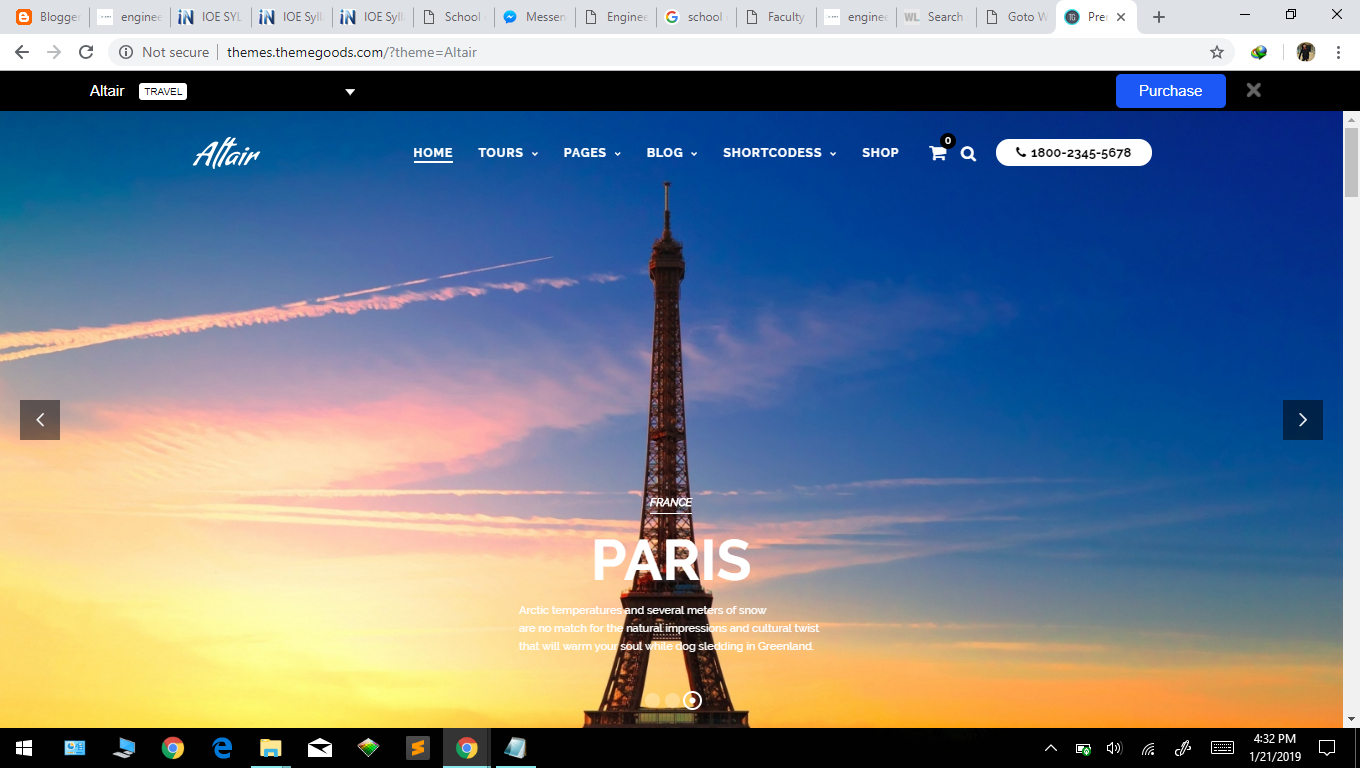 Blogger
engine
IOE SYL
IOE Syll
IOE Syll
School
Messen
Enginee
school
Faculty
engine
WL Search
Goto W
Pre
Not secure
themes.themegoods.com/?theme=Altair
Altair TRAVEL
Purchase
Altair
HOME TOURS PAGES BLOG SHORTCODESS SHOP 0 1800-2345-5678
FRANCE
PARIS
Arctic temperatures and several meters of snow
are no match for the natural impressions and cultural twist
that will warm your soul while dog sledding in Greenland.
4:32 PM
1/21/2019